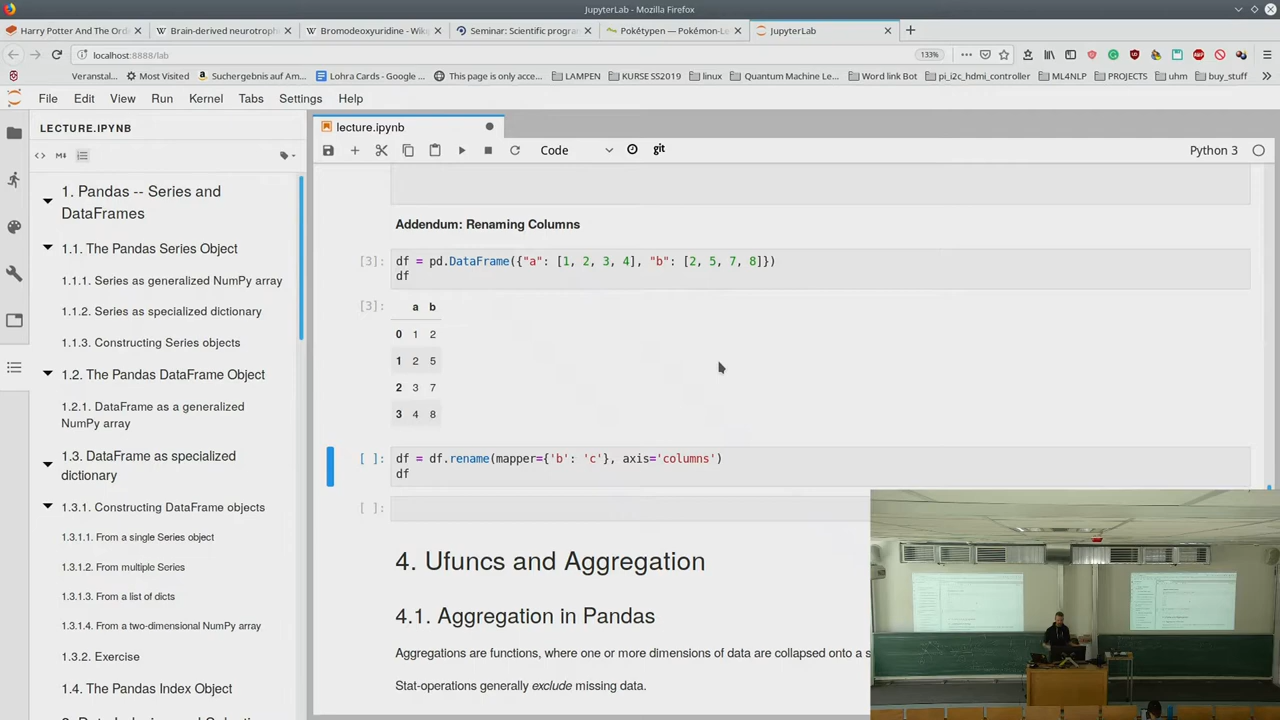 JupyterLab - Mozilla Firefox
Harry Potter And The Ord
Brain-derived neurotroph
Bromodeoxyuridine - Wiki
Seminar: Scientific progra
Pokétypen — Pokémon-Le
JupyterLab
localhost:8888/lab
133%
Veranstal...
Most Visited
Suchergebnis auf Am...
Lohra Cards - Google ...
This page is only acce...
LAMPEN
KURSE SS2019
linux
Quantum Machine Le...
Word link Bot
pi_i2c_hdmi_controller
ML4NLP
PROJECTS
uhm
buy_stuff
File Edit View Run Kernel Tabs Settings Help
LECTURE.IPYNB
1. Pandas -- Series and
DataFrames
1.1. The Pandas Series Object
1.1.1. Series as generalized NumPy array
1.1.2. Series as specialized dictionary
1.1.3. Constructing Series objects
1.2. The Pandas DataFrame Object
1.2.1. DataFrame as a generalized
NumPy array
1.3. DataFrame as specialized
dictionary
1.3.1. Constructing DataFrame objects
1.3.1.1. From a single Series object
1.3.1.2. From multiple Series
1.3.1.3. From a list of dicts
1.3.1.4. From a two-dimensional NumPy array
1.3.2. Exercise
1.4. The Pandas Index Object
lecture.ipynb
Code
git
Python 3
Addendum: Renaming Columns
[3]: df = pd.DataFrame({"a": [1, 2, 3, 4], "b": [2, 5, 7, 8]})
df
[3]: a b
0 1 2
1 2 5
2 3 7
3 4 8
[ ]: df = df.rename(mapper={'b': 'c'}, axis='columns')
df
[ ]:
4. Ufuncs and Aggregation
4.1. Aggregation in Pandas
Aggregations are functions, where one or more dimensions of data are collapsed onto a s
Stat-operations generally exclude missing data.